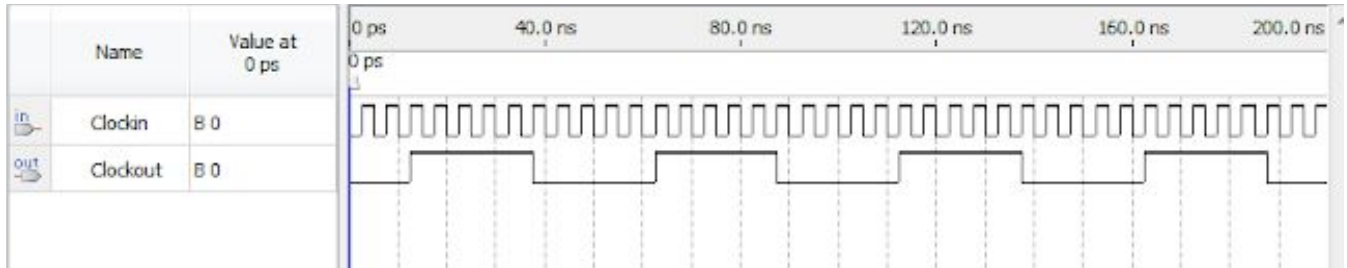 Name
Value at
0 ps
0 ps 40.0 ns 80.0 ns 120.0 ns 160.0 ns 200.0 ns
0 ps
in Clockin B 0
out Clockout B 0